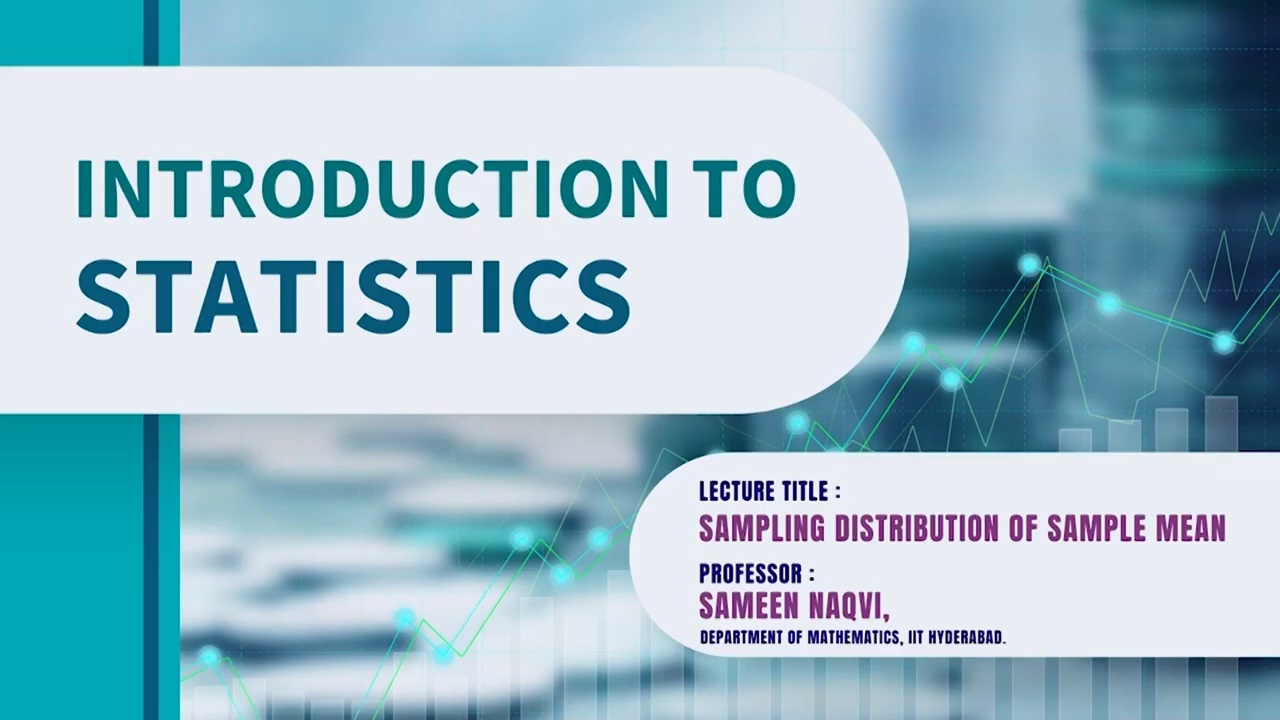 INTRODUCTION TO
STATISTICS
LECTURE TITLE :
SAMPLING DISTRIBUTION OF SAMPLE MEAN
PROFESSOR :
SAMEEN NAQVI,
DEPARTMENT OF MATHEMATICS, IIT HYDERABAD.